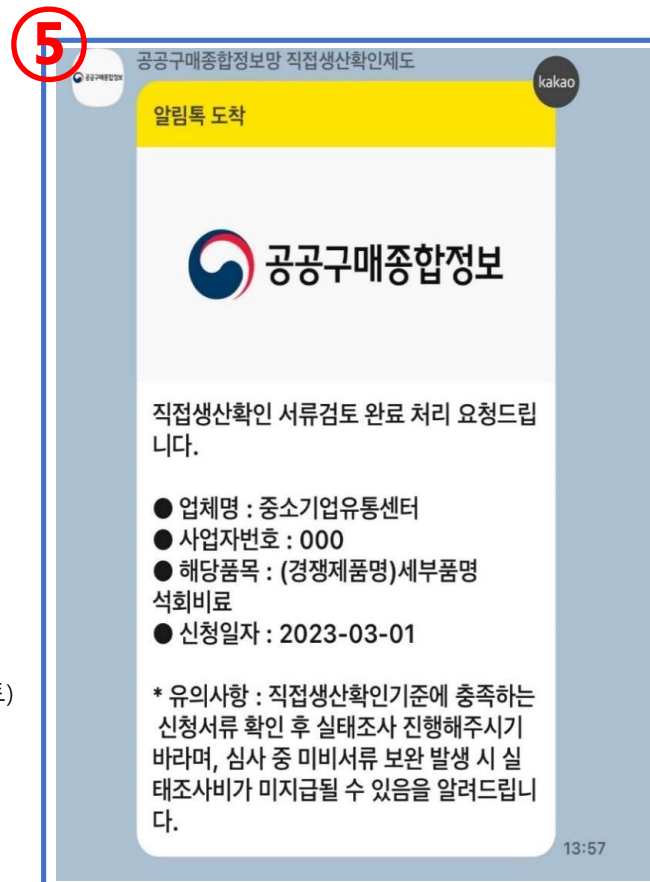 ⑤
공공구매종합정보망 직접생산확인제도
공공구매종합정보
kakao
알림톡 도착
공공구매종합정보
직접생산확인 서류검토 완료 처리 요청드립
니다.
● 업체명 : 중소기업유통센터
● 사업자번호 : 000
● 해당품목 : (경쟁제품명)세부품명
석회비료
● 신청일자 : 2023-03-01
* 유의사항 : 직접생산확인기준에 충족하는
신청서류 확인 후 실태조사 진행해주시기
바라며, 심사 중 미비서류 보완 발생 시 실
태조사비가 미지급될 수 있음을 알려드립니
다.
13:57